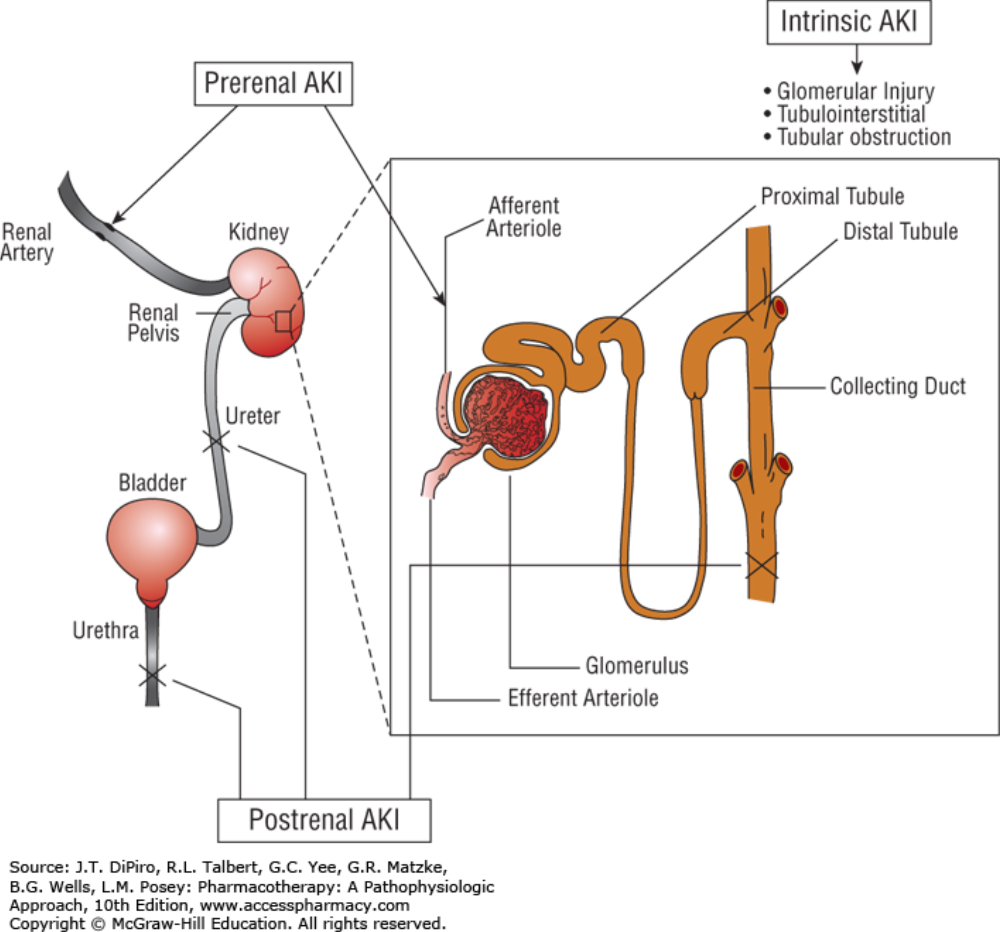 Intrinsic AKI
• Glomerular Injury
• Tubulointerstitial
• Tubular obstruction
Prerenal AKI
Renal
Artery
Kidney
Renal
Pelvis
Ureter
Bladder
Urethra
Afferent
Arteriole
Proximal Tubule
Distal Tubule
Collecting Duct
Glomerulus
Efferent Arteriole
Postrenal AKI
Source: J.T. DiPiro, R.L. Talbert, G.C. Yee, G.R. Matzke,
B.G. Wells, L.M. Posey: Pharmacotherapy: A Pathophysiologic
Approach, 10th Edition, www.accesspharmacy.com
Copyright © McGraw-Hill Education. All rights reserved.